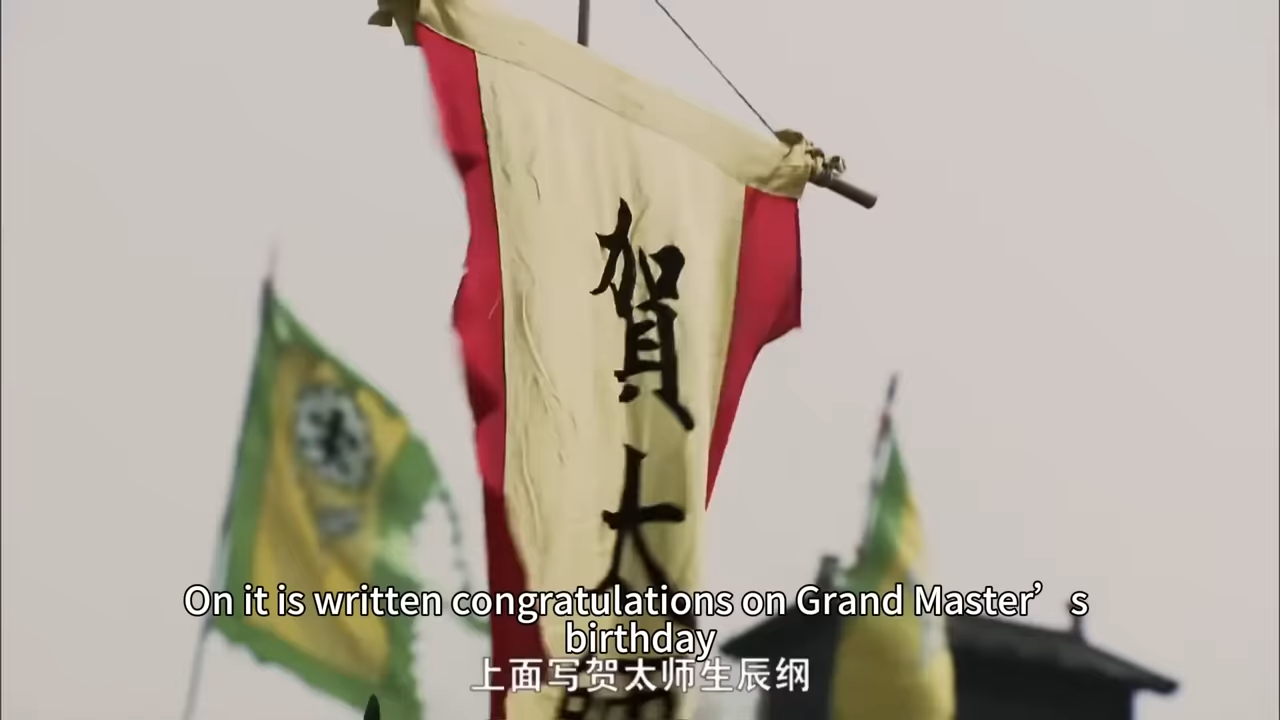 賀太
On it is written congratulations on Grand Master’s
birthday
上面写贺太师生辰纲